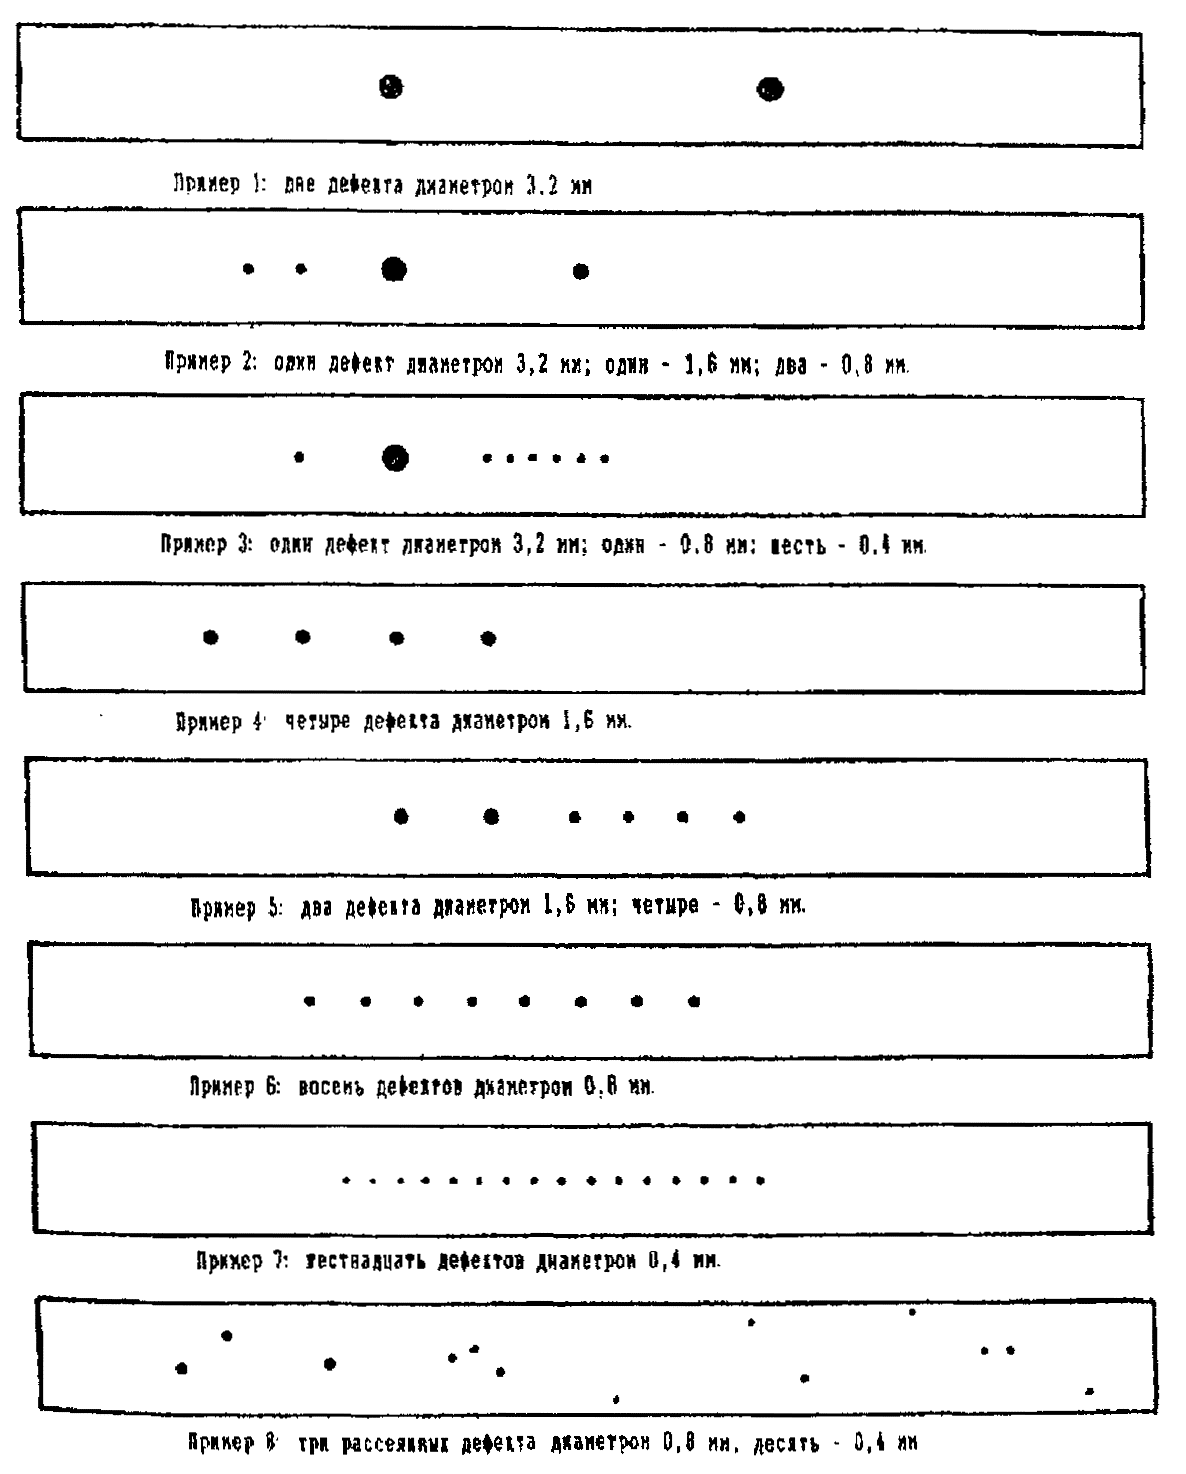 Пример 1: две дефекта диаметром 3.2 мм
Пример 2: один дефект диаметром 3,2 мм; один - 1,6 мм; два - 0,8 мм.
Пример 3: один дефект диаметром 3,2 мм; один - 0.8 мм; шесть - 0.4 мм.
Пример 4: четыре дефекта диаметром 1,6 мм.
Пример 5: два дефекта диаметром 1,6 мм; четыре - 0,8 мм.
Пример 6: восемь дефектов диаметром 0,8 мм.
Пример 7: шестнадцать дефектов диаметром 0,4 мм.
Пример 8: три рассеянных дефекта диаметром 0,8 мм, десять - 0,4 мм